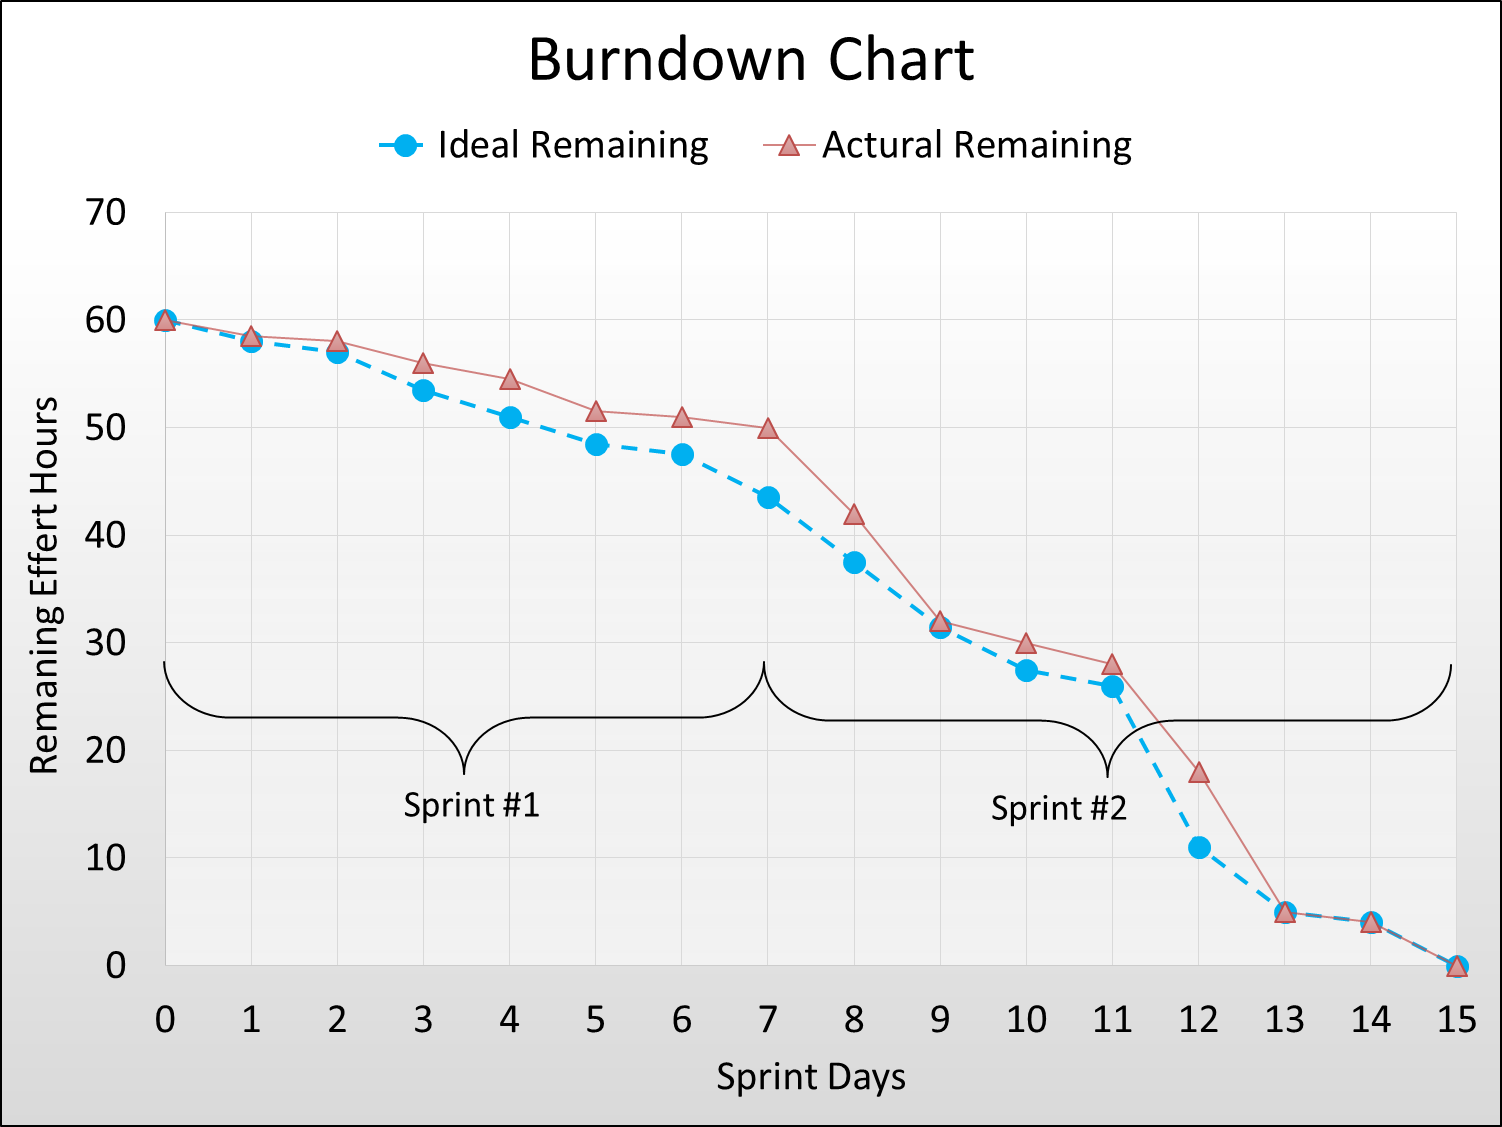 Burndown Chart
Ideal Remaining
Actural Remaining
70
60
50
40
30
20
10
0
Remaning Effert Hours
Sprint #1
Sprint #2
0 1 2 3 4 5 6 7 8 9 10 11 12 13 14 15
Sprint Days